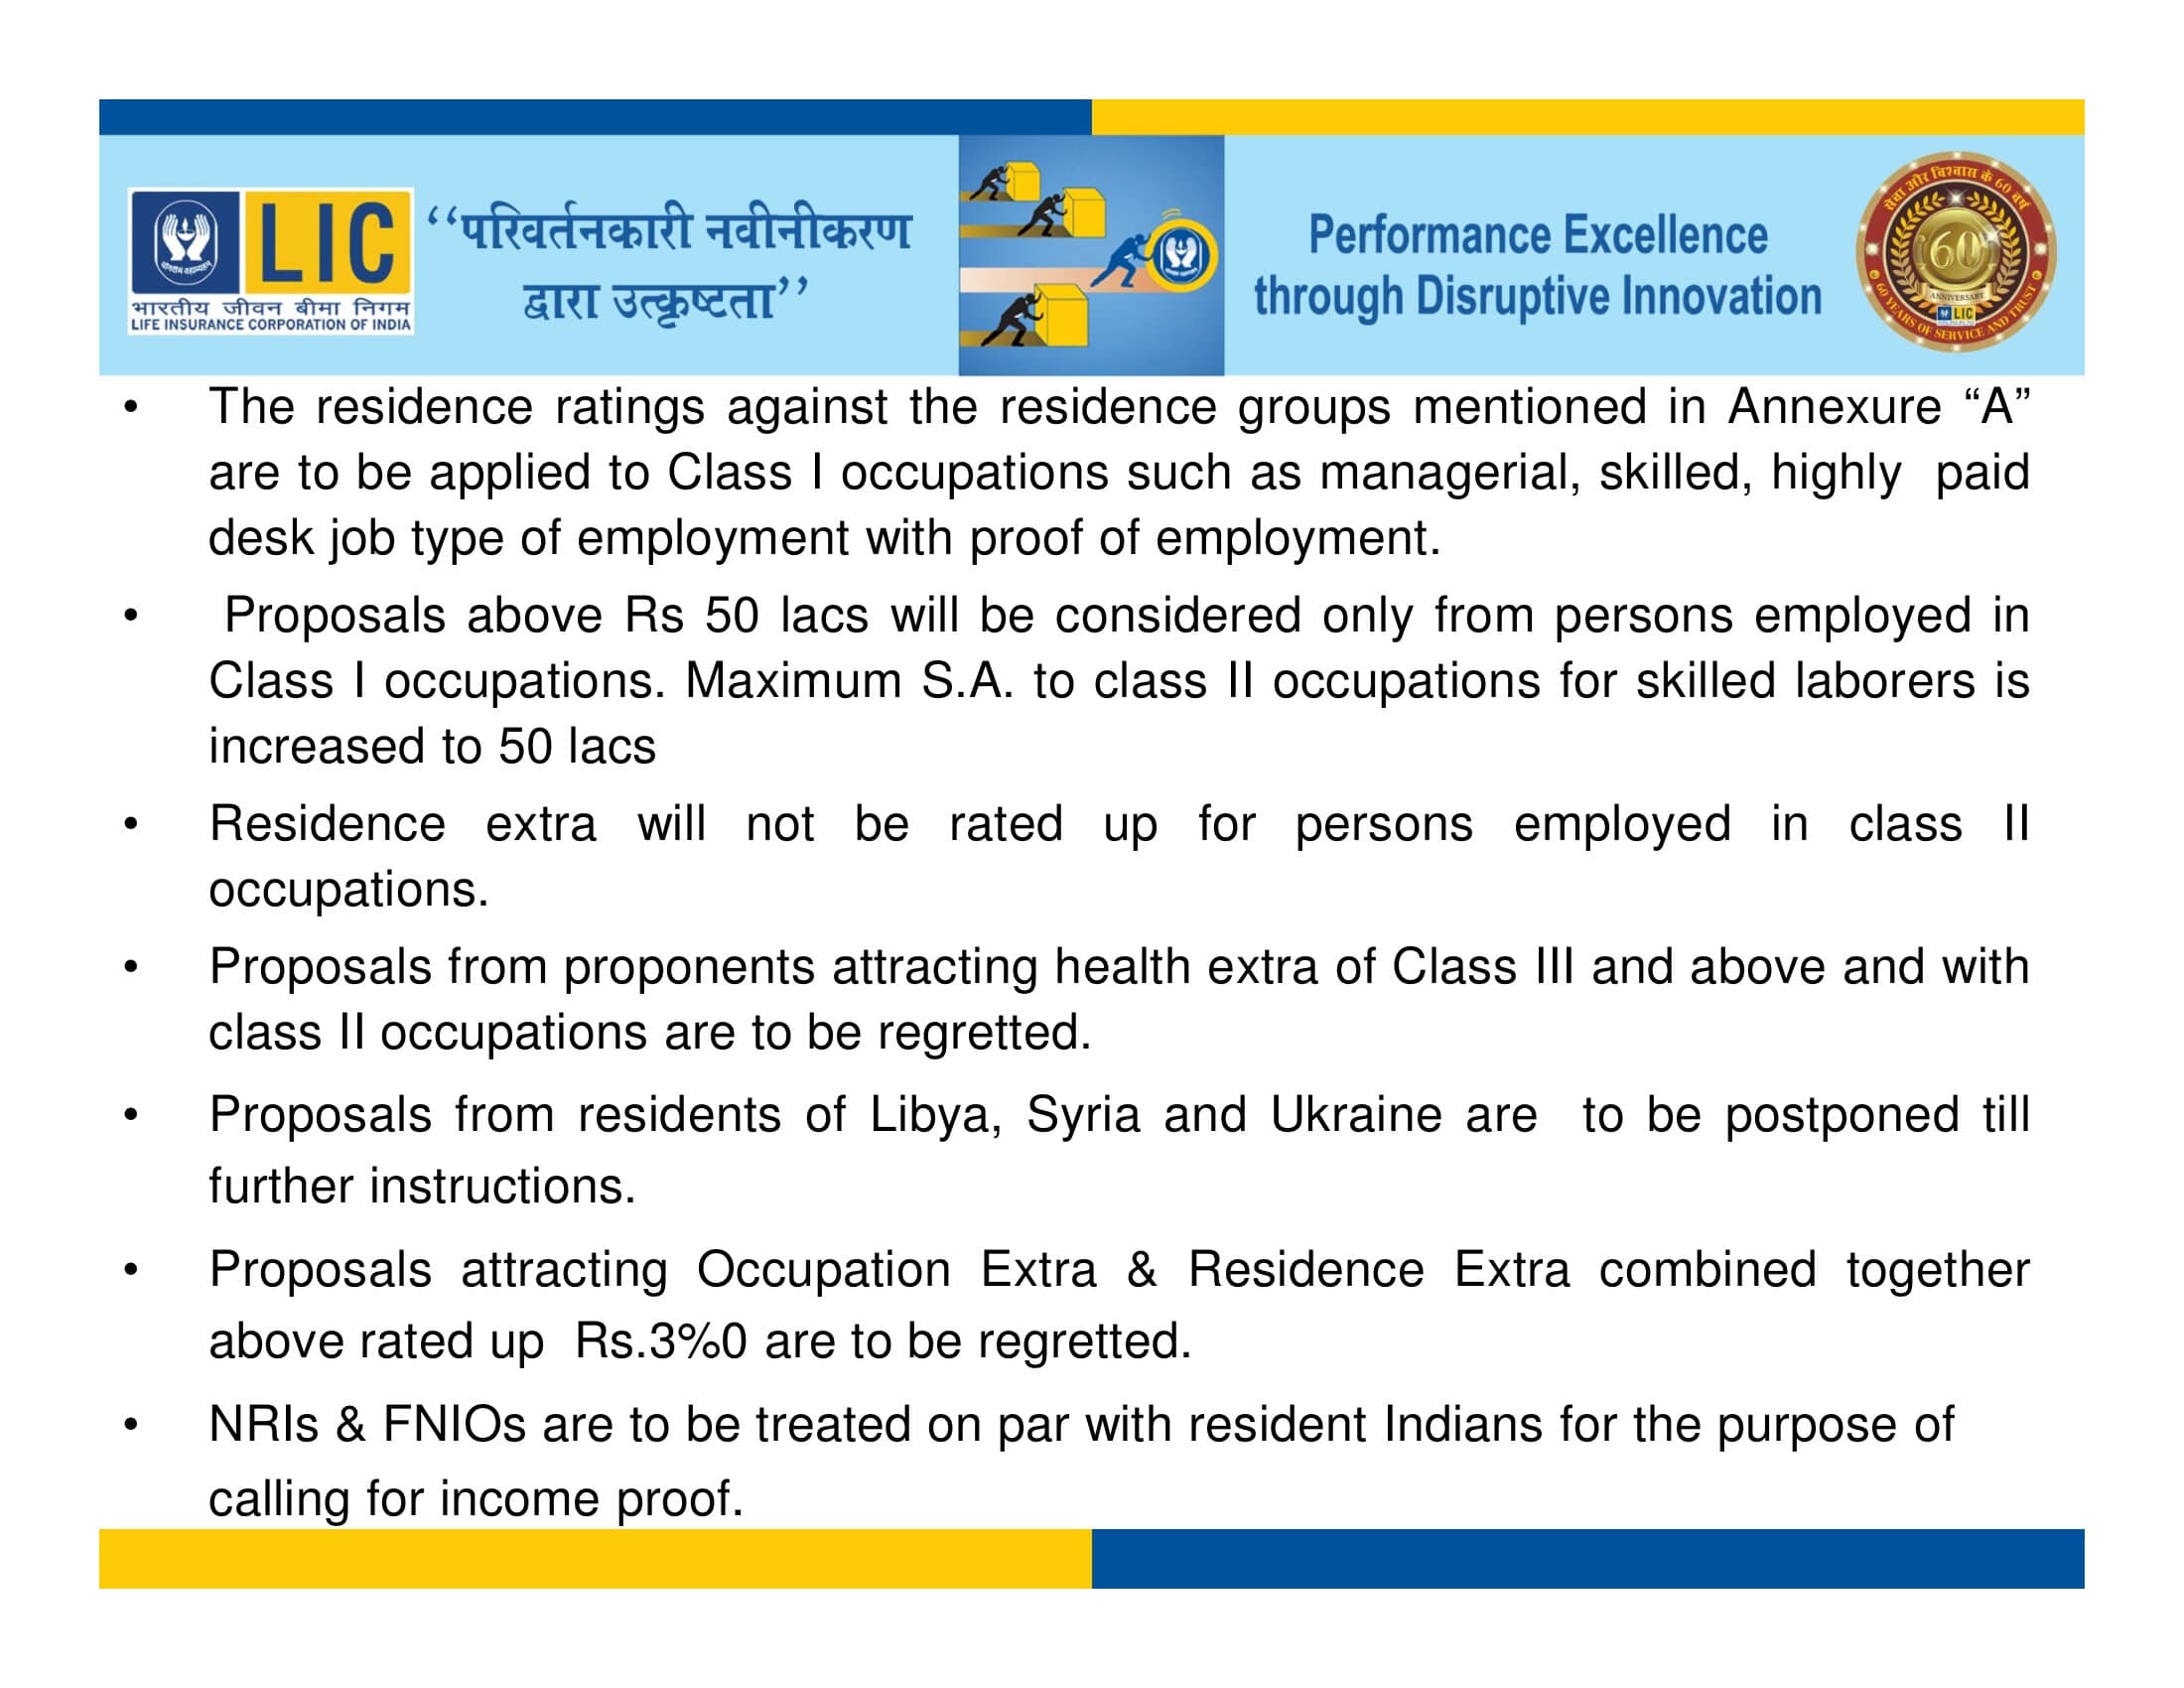 LIC
भारतीय जीवन बीमा निगम
LIFE INSURANCE CORPORATION OF INDIA
‘‘परिवर्तनकारी नवीनीकरण
द्वारा उत्कृष्टता’’
Performance Excellence
through Disruptive Innovation
सेवा और विश्वास के 60 वर्ष
60
ANNIVERSARY
LIC
60 YEARS OF SERVICE AND TRUST
• The residence ratings against the residence groups mentioned in Annexure “A”
are to be applied to Class I occupations such as managerial, skilled, highly paid
desk job type of employment with proof of employment.
• Proposals above Rs 50 lacs will be considered only from persons employed in
Class I occupations. Maximum S.A. to class II occupations for skilled laborers is
increased to 50 lacs
• Residence extra will not be rated up for persons employed in class II
occupations.
• Proposals from proponents attracting health extra of Class III and above and with
class II occupations are to be regretted.
• Proposals from residents of Libya, Syria and Ukraine are to be postponed till
further instructions.
• Proposals attracting Occupation Extra & Residence Extra combined together
above rated up Rs.3%0 are to be regretted.
• NRIs & FNIOs are to be treated on par with resident Indians for the purpose of
calling for income proof.